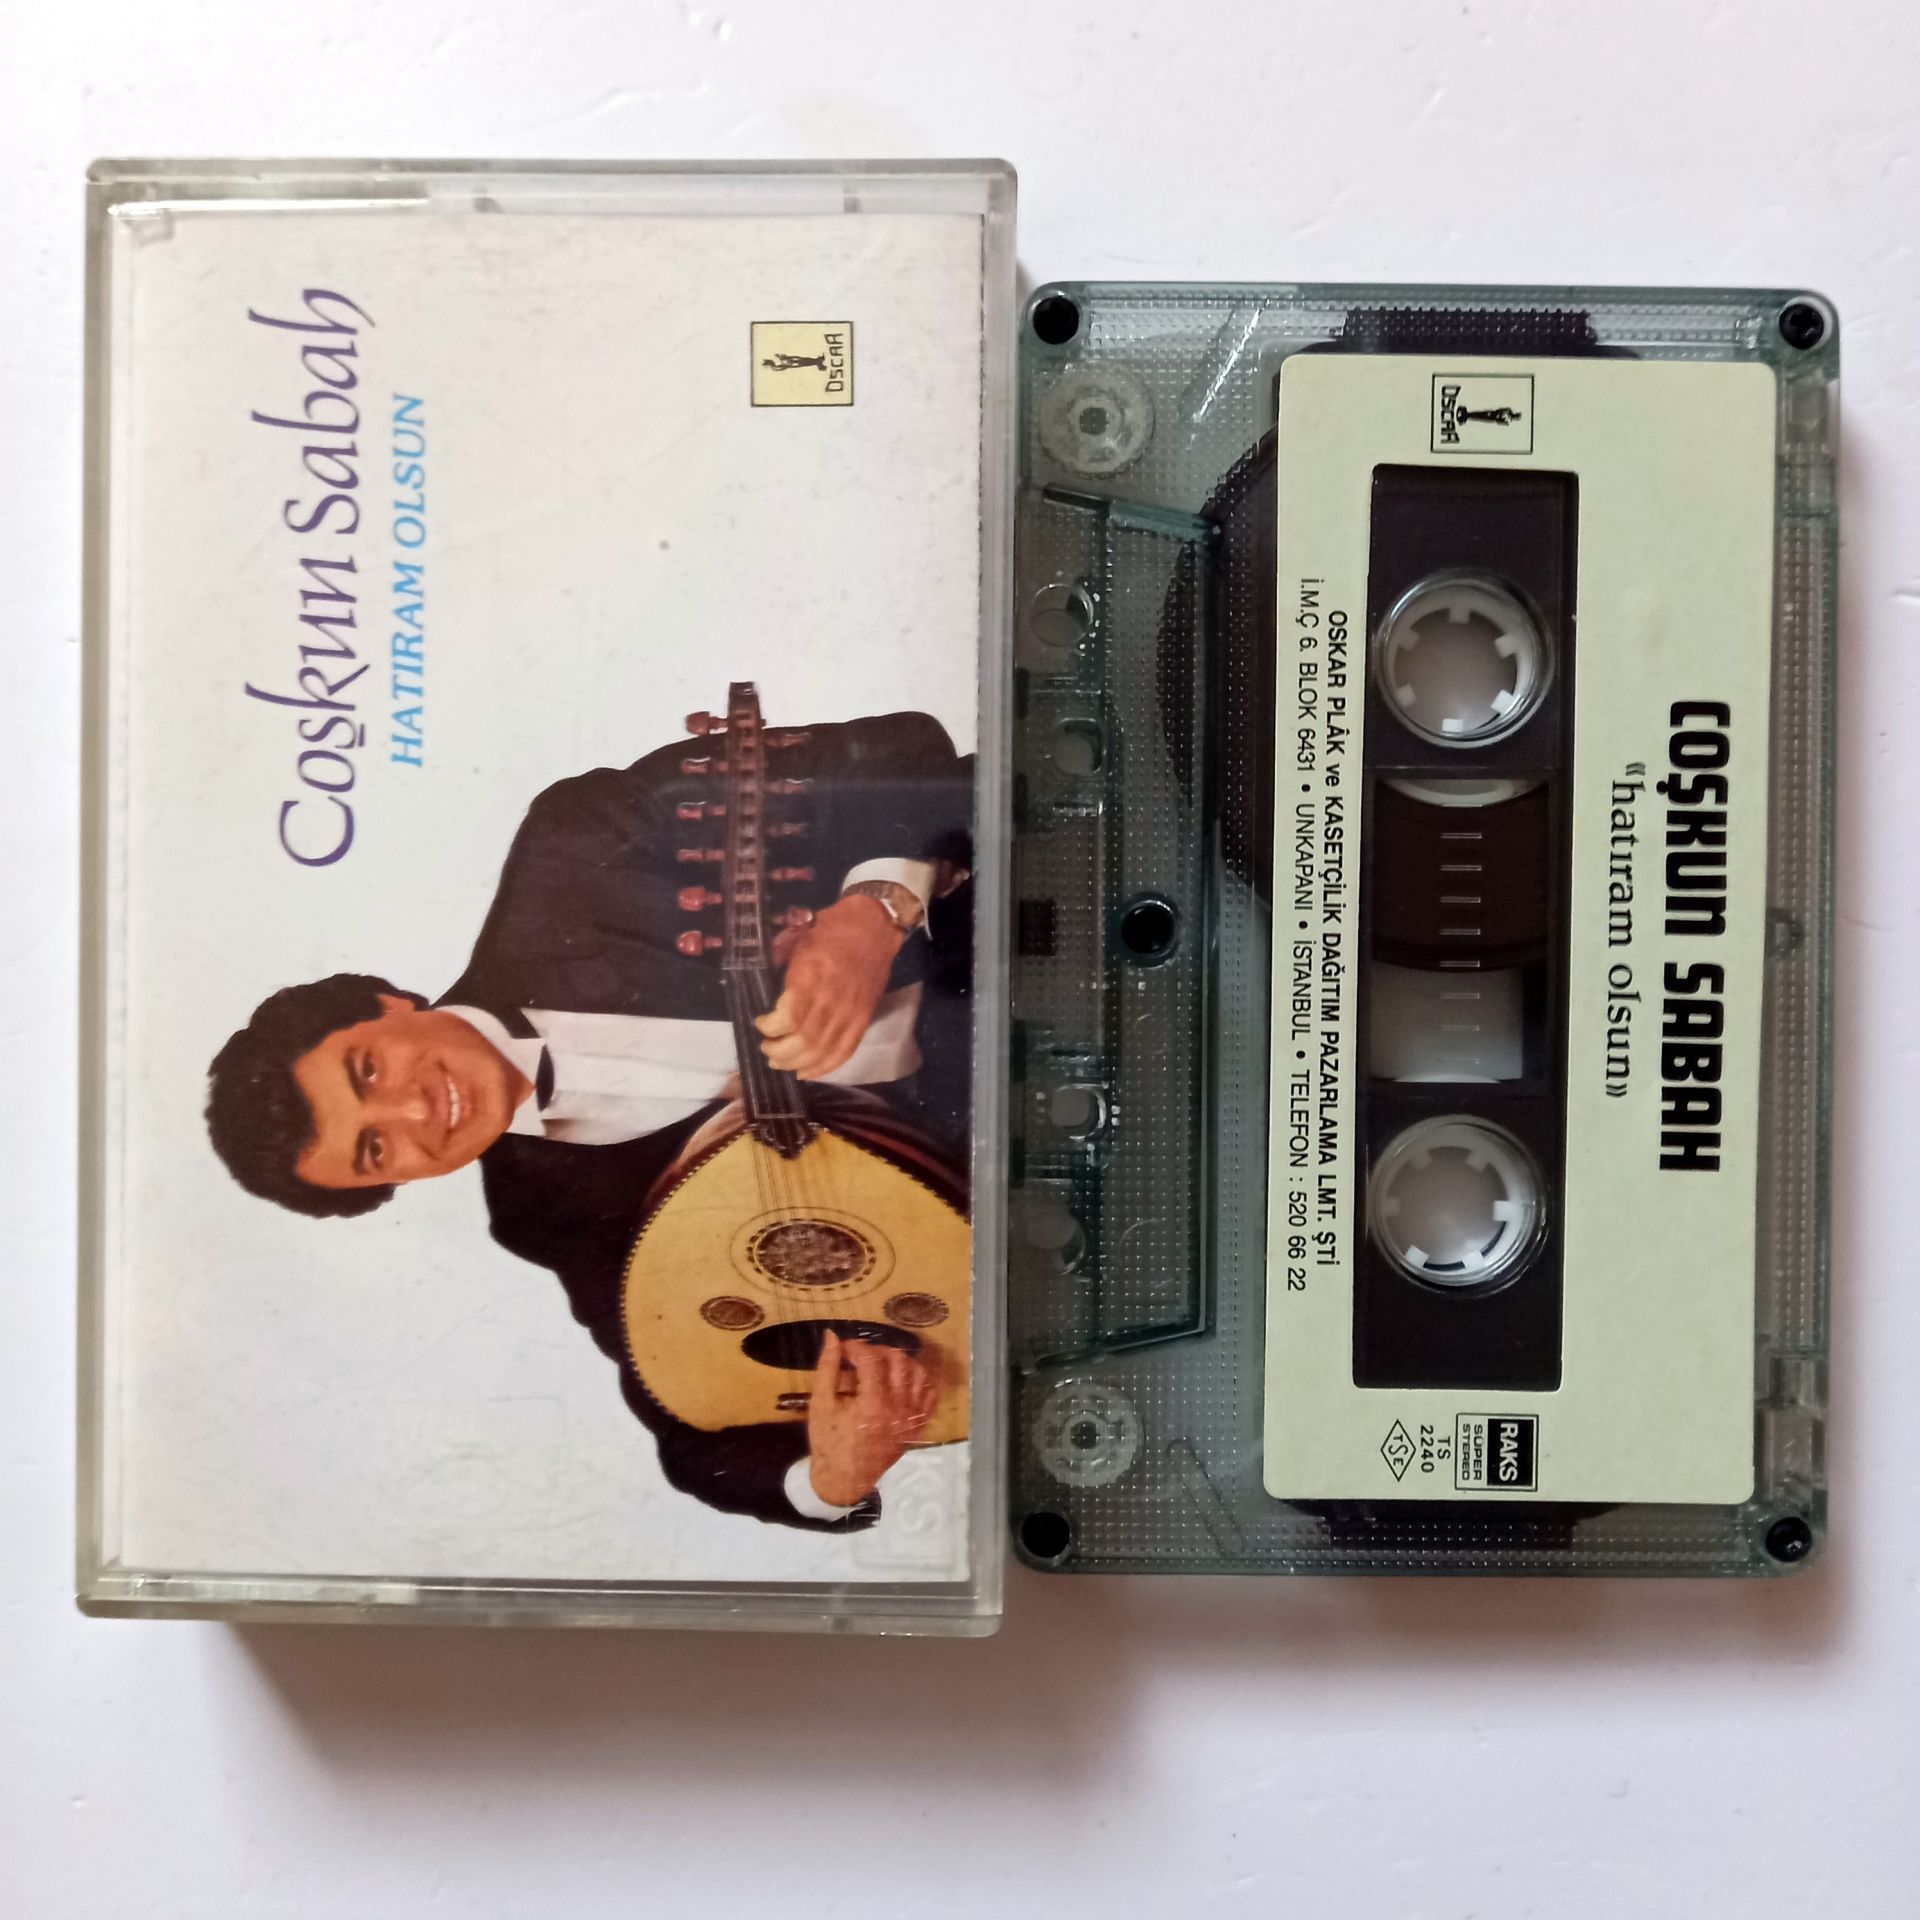 Coşkun Sabah
HATIRAM OLSUN
OSCAR
OSCAR
OSKAR PLÂK ve KASETÇİLİK DAĞITIM PAZARLAMA LMT. ŞTİ
İ.M.Ç 6. BLOK 6431 • UNKAPANI • İSTANBUL • TELEFON : 520 66 22
COŞKUN SABAH
«hatıram olsun»
RAKS
SÜPER
STEREO
TS
2240
TSE